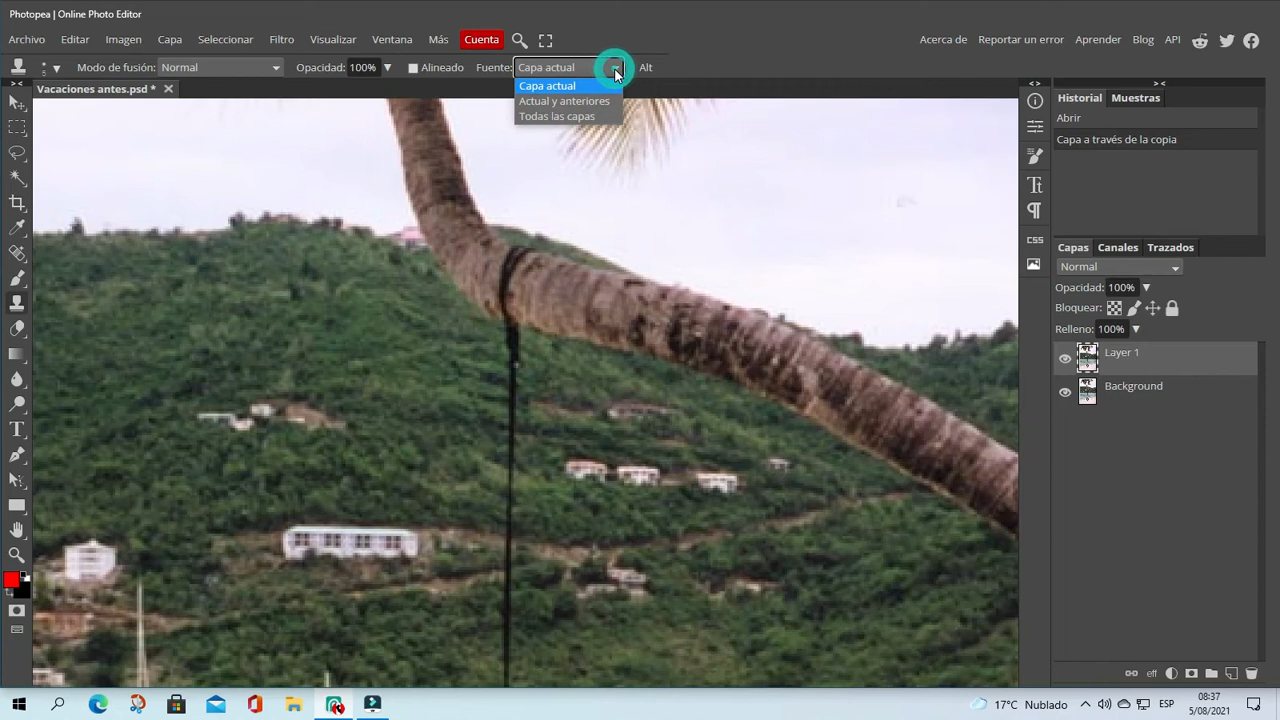 Photopea | Online Photo Editor
Archivo Editar Imagen Capa Seleccionar Filtro Visualizar Ventana Más Cuenta Acerca de Reportar un error Aprender Blog API
5 Modo de fusión: Normal Opacidad: 100% Alineado Fuente: Capa actual Alt
Capa actual
Actual y anteriores
Todas las capas
Vacaciones antes.psd *
Historial Muestras
Abrir
Capa a través de la copia
CSS
Capas Canales Trazados
Normal
Opacidad: 100%
Bloquear:
Relleno: 100%
Layer 1
Background
eff
17°C Nublado ESP 08:37
5/08/2021